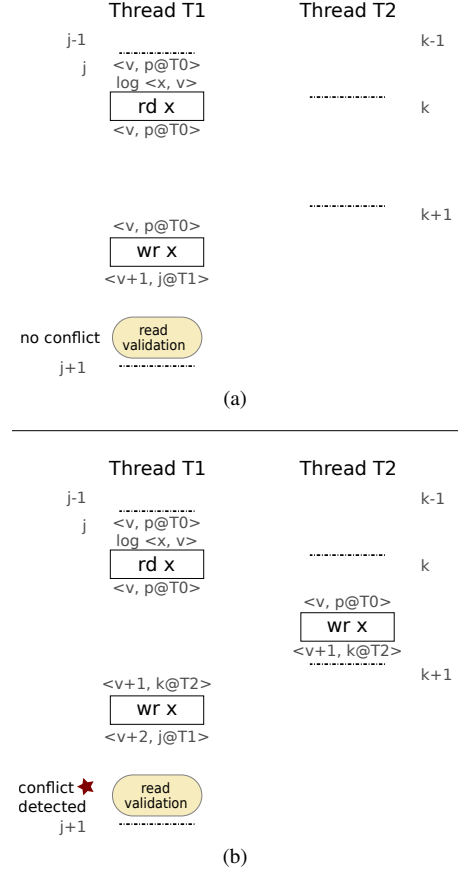 Thread T1 Thread T2
j-1 k-1
j <v, p@T0>
log <x, v>
rd x k
<v, p@T0>
k+1
<v, p@T0>
wr x
<v+1, j@T1>
no conflict read validation
j+1
(a)
Thread T1 Thread T2
j-1 k-1
j <v, p@T0>
log <x, v>
rd x k
<v, p@T0> <v, p@T0>
wr x
<v+1, k@T2>
k+1
<v+1, k@T2>
wr x
<v+2, j@T1>
conflict read
detected validation
j+1
(b)